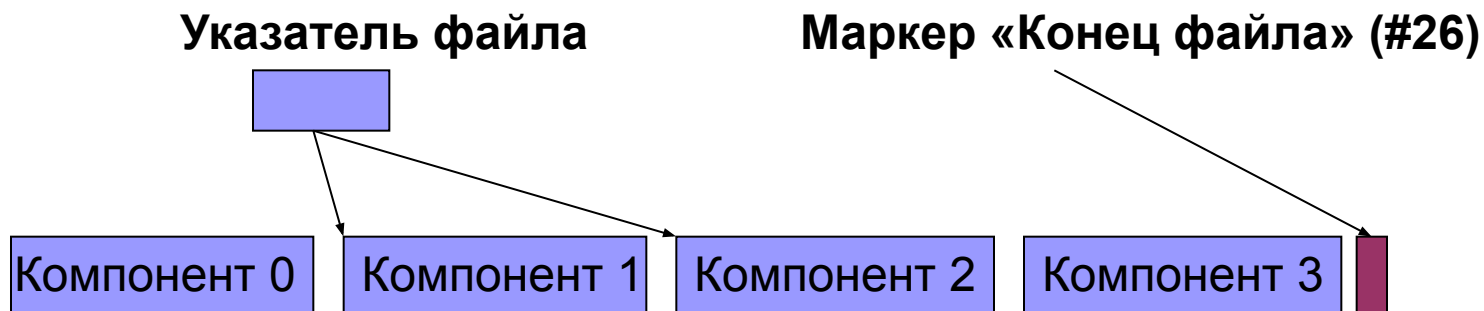 Указатель файла
Маркер «Конец файла» (#26)
Компонент 0
Компонент 1
Компонент 2
Компонент 3